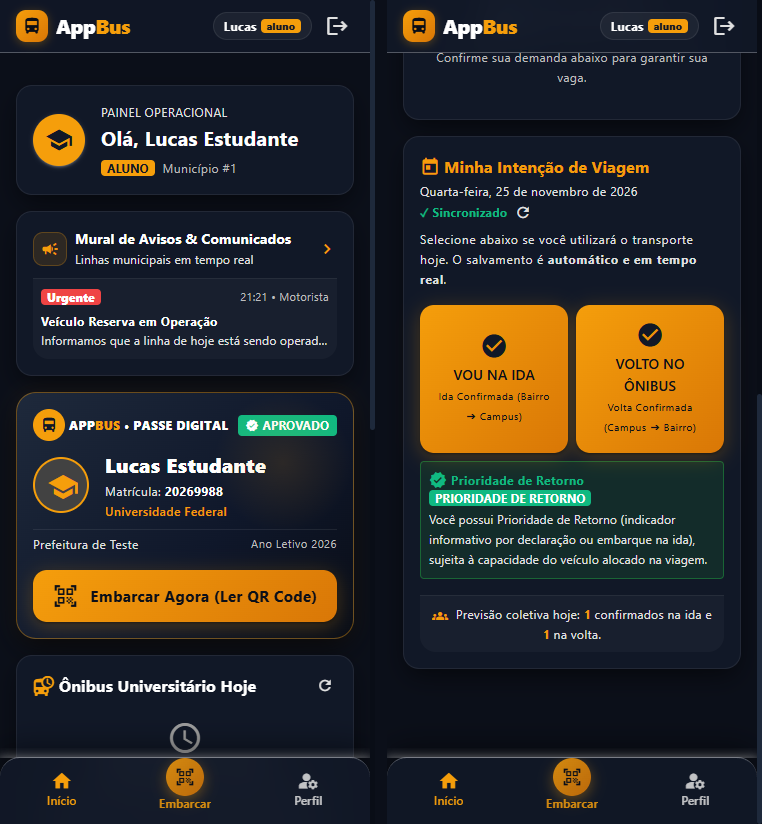 AppBus
Lucas aluno
PAINEL OPERACIONAL
Olá, Lucas Estudante
ALUNO Município #1
Mural de Avisos & Comunicados
Linhas municipais em tempo real
Urgente 21:21 • Motorista
Veículo Reserva em Operação
Informamos que a linha de hoje está sendo operad...
APPBUS • PASSE DIGITAL APROVADO
Lucas Estudante
Matrícula: 20269988
Universidade Federal
Prefeitura de Teste Ano Letivo 2026
Embarcar Agora (Ler QR Code)
Ônibus Universitário Hoje
Início
Embarcar
Perfil
AppBus
Lucas aluno
Confirme sua demanda abaixo para garantir sua
vaga.
Minha Intenção de Viagem
Quarta-feira, 25 de novembro de 2026
✓ Sincronizado
Selecione abaixo se você utilizará o transporte
hoje. O salvamento é automático e em tempo
real.
VOU NA IDA
Ida Confirmada (Bairro
→ Campus)
VOLTO NO
ÔNIBUS
Volta Confirmada
(Campus → Bairro)
Prioridade de Retorno
PRIORIDADE DE RETORNO
Você possui Prioridade de Retorno (indicador
informativo por declaração ou embarque na ida),
sujeita à capacidade do veículo alocado na viagem.
Previsão coletiva hoje: 1 confirmados na ida e
1 na volta.
Início
Embarcar
Perfil